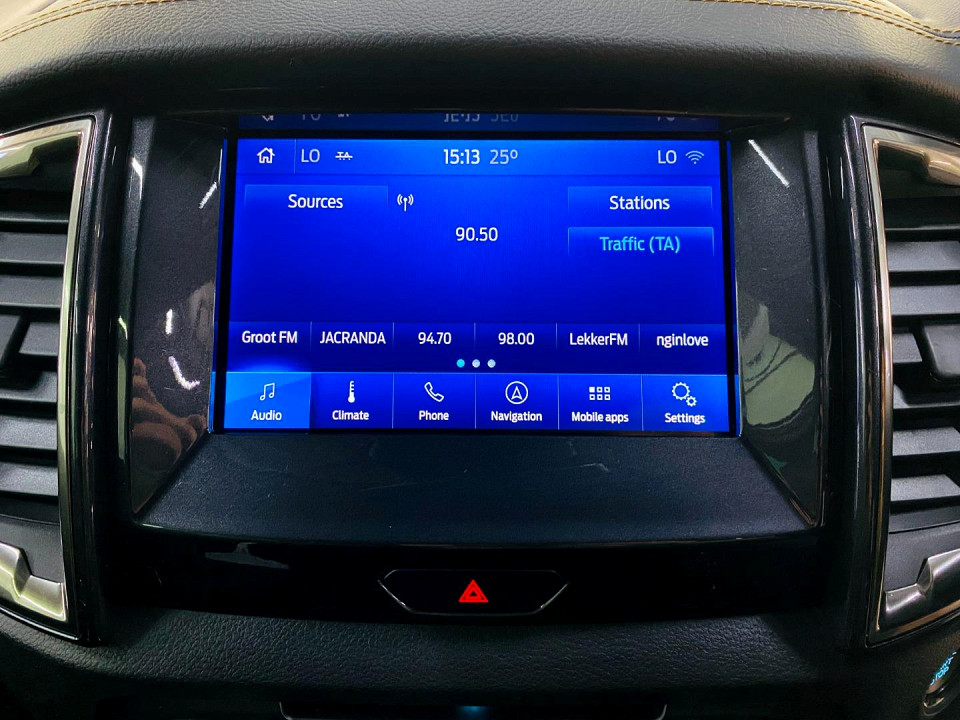 LO TA 15:13 25° LO
Sources
Stations
90.50
Traffic (TA)
Groot FM JACRANDA 94.70 98.00 LekkerFM nginlove
Audio Climate Phone Navigation Mobile apps Settings